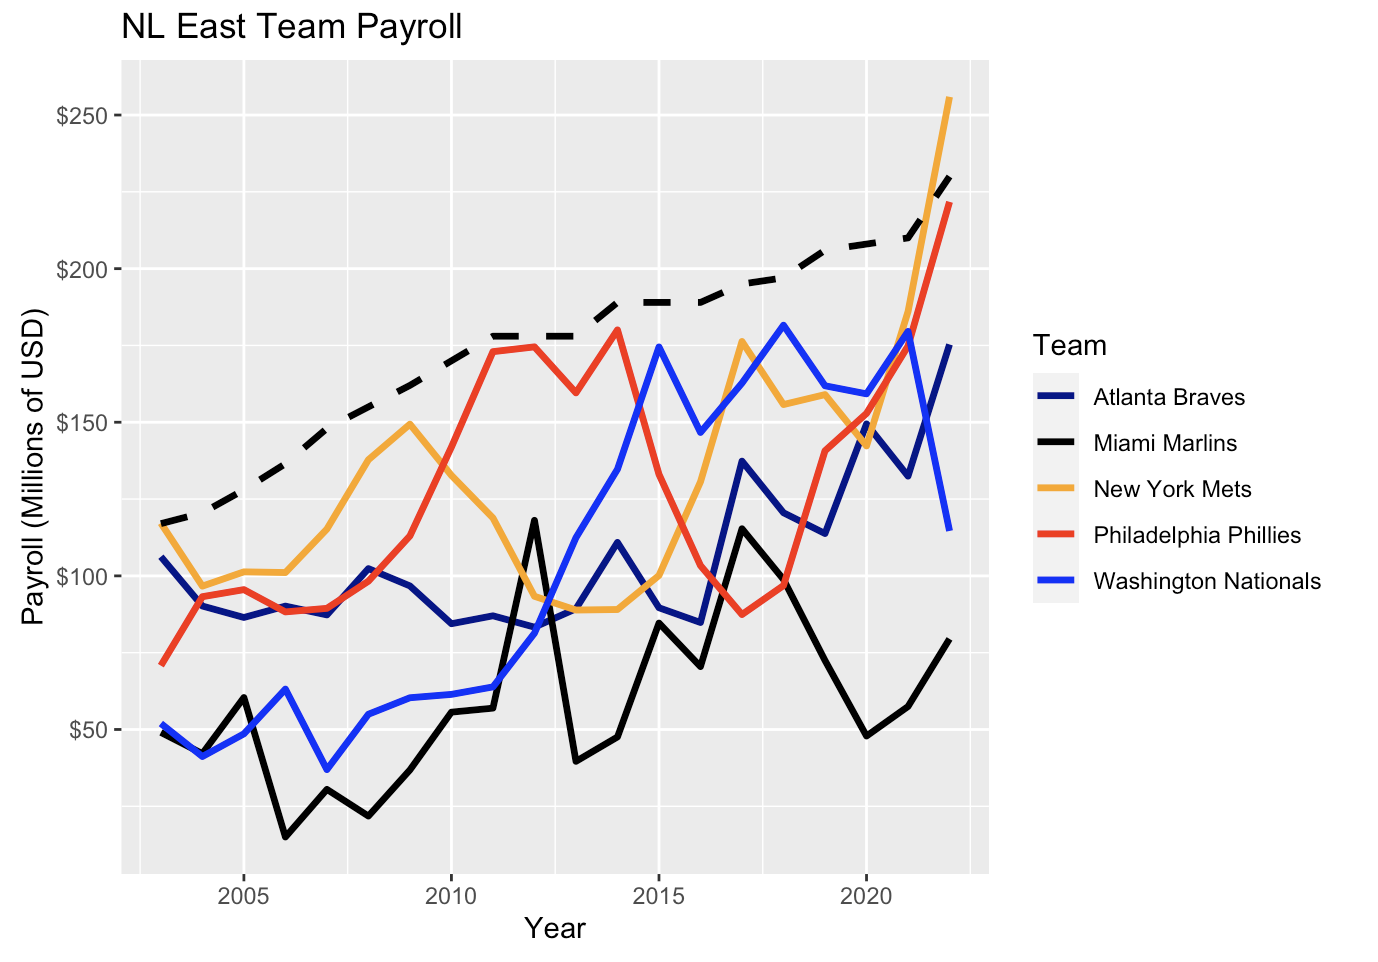 NL East Team Payroll
$250
$200
$150
$100
$50
Payroll (Millions of USD)
2005 2010 2015 2020
Year
Team
Atlanta Braves
Miami Marlins
New York Mets
Philadelphia Phillies
Washington Nationals